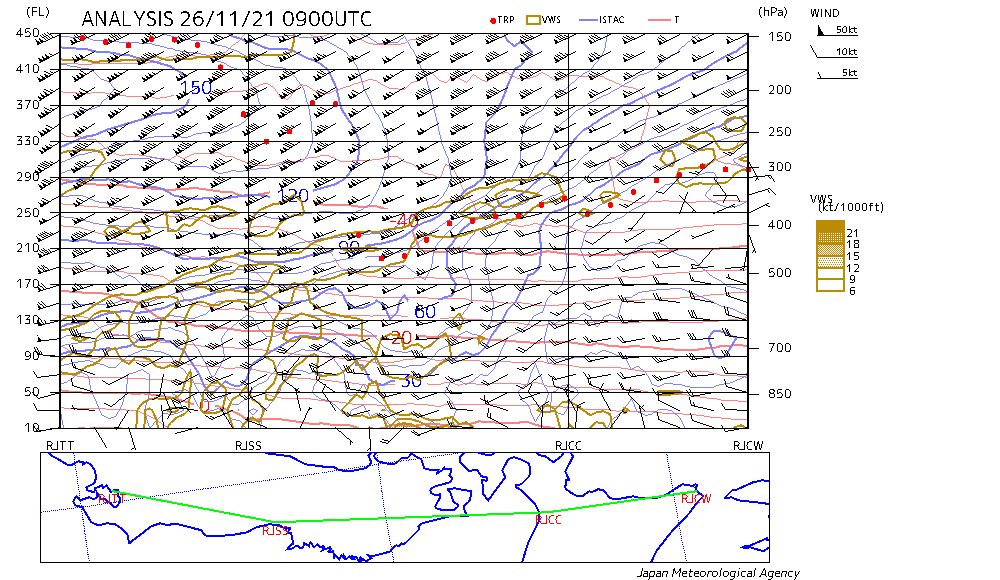 (FL) ANALYSIS 26/11/21 0900UTC TRP VWS ISTAC T (hPa) WIND
50kt
10kt
5kt
450 150
410
370 150 200
330 250
290 300
120
250 40 400
210 90
170 500
130 60
20
90 30 700
50 850
0
10
VWS
(kt/1000ft)
21
18
15
12
9
6
RJTT RJSS RJCC RJCW
RJTT RJCW
RJSS RJCC
Japan Meteorological Agency